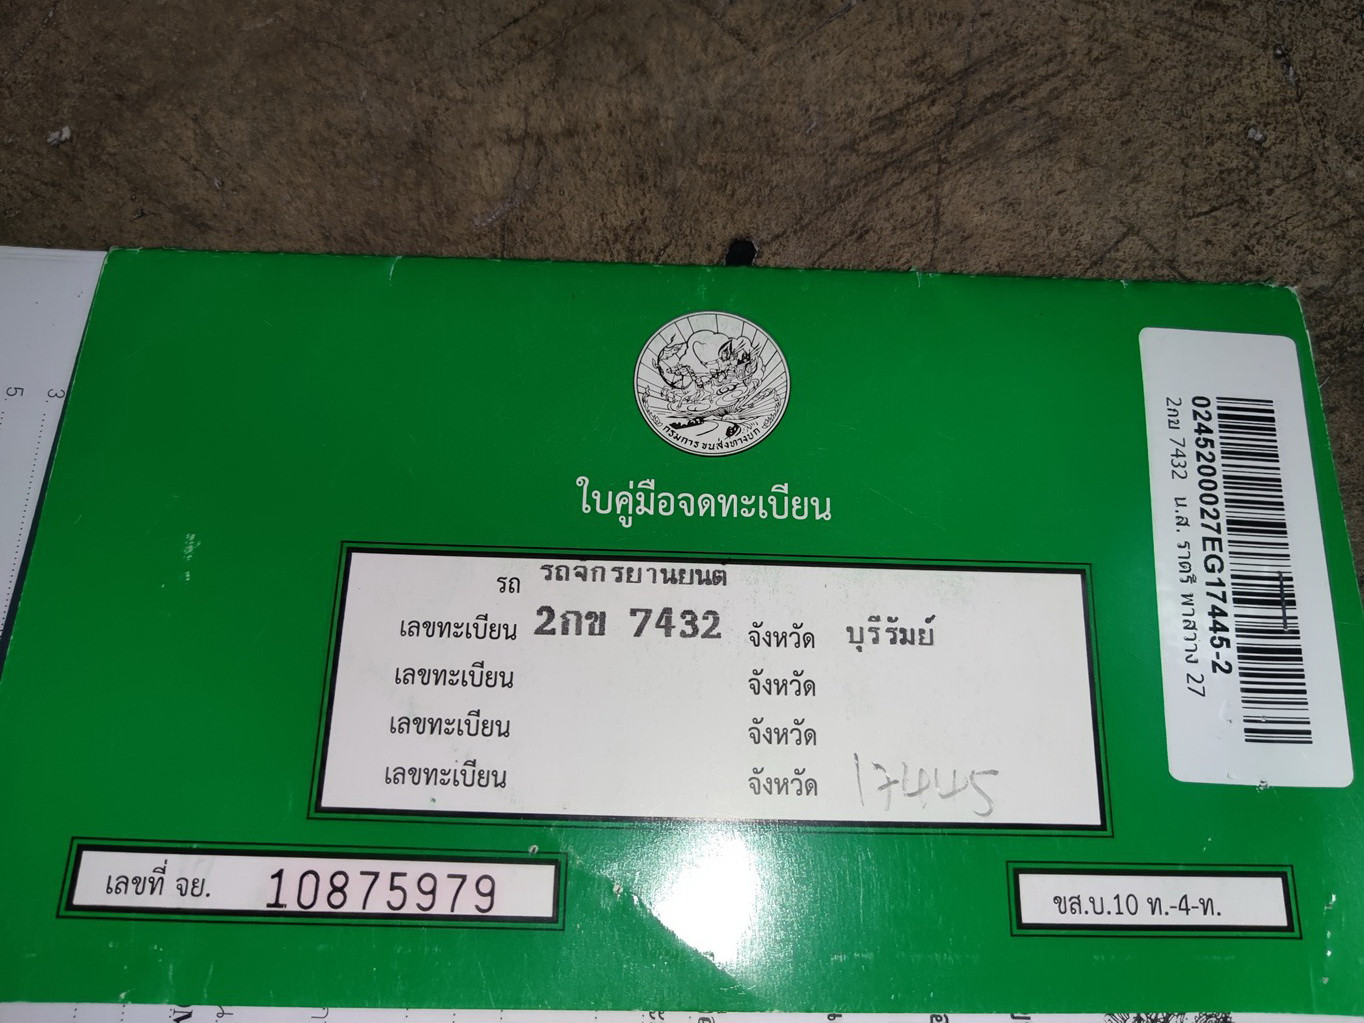 กรมการขนส่งทางบก
ใบคู่มือจดทะเบียน
รถ รถจักรยานยนต์
เลขทะเบียน 2กข 7432 จังหวัด บุรีรัมย์
เลขทะเบียน จังหวัด
เลขทะเบียน จังหวัด
เลขทะเบียน จังหวัด 17445
เลขที่ จย. 10875979
ขส.บ.10 ท.-4-ท.
0245200027EG17445-2
2กข 7432 น.ส. ราตรี พาสว่าง 27
3.
5.